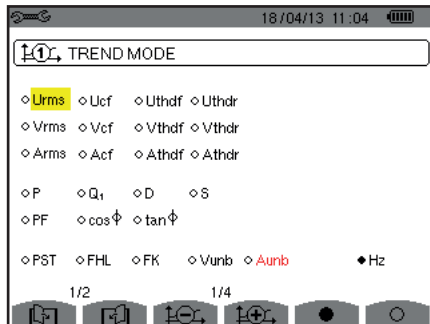 18/04/13 11:04
1 TREND MODE
Urms Ucf Uthdf Uthdr
Vrms Vcf Vthdf Vthdr
Arms Acf Athdf Athdr
P Q₁ D S
PF cosΦ tanΦ
PST FHL FK Vunb Aunb Hz
1/2 1/4